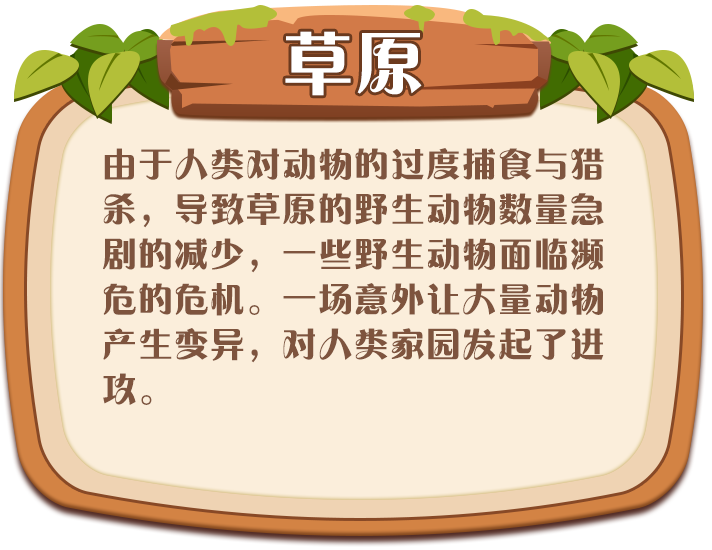 草原
由于人类对动物的过度捕食与猎
杀，导致草原的野生动物数量急
剧的减少，一些野生动物面临濒
危的危机。一场意外让大量动物
产生变异，对人类家园发起了进
攻。